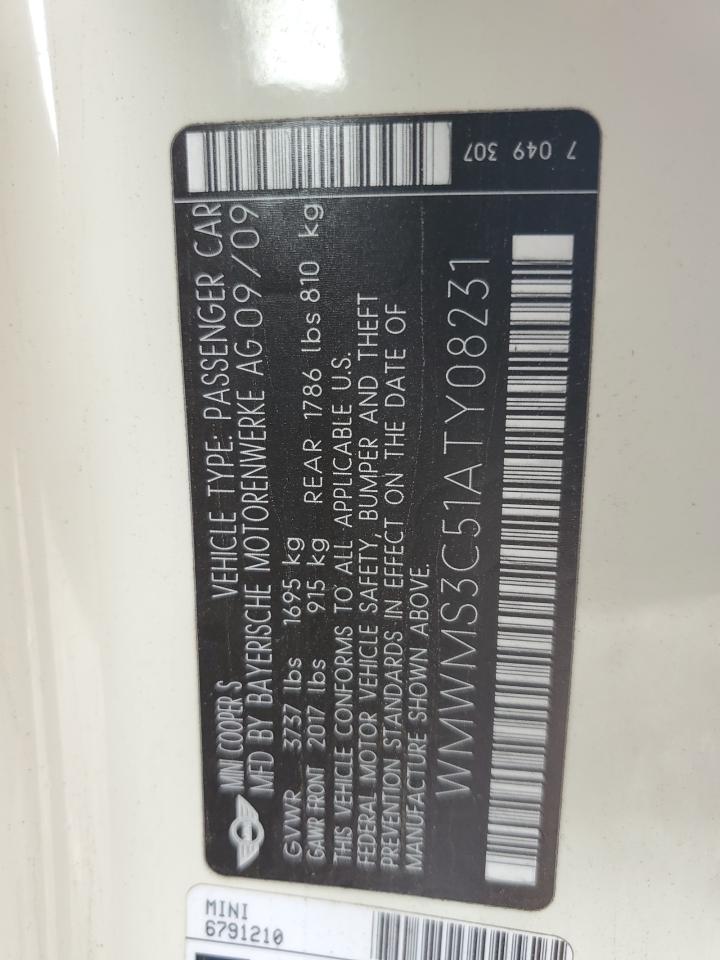 MINI COOPER S VEHICLE TYPE: PASSENGER CAR
MFD BY BAYERISCHE MOTORENWERKE AG 09/09
GVWR 3737 lbs 1695 kg
GAWR FRONT 2017 lbs 915 kg REAR 1786 lbs 810 kg
THIS VEHICLE CONFORMS TO ALL APPLICABLE U.S.
FEDERAL MOTOR VEHICLE SAFETY, BUMPER AND THEFT
PREVENTION STANDARDS IN EFFECT ON THE DATE OF
MANUFACTURE SHOWN ABOVE.
WMWMS3C51ATY08231
7 049 307
MINI
6791210